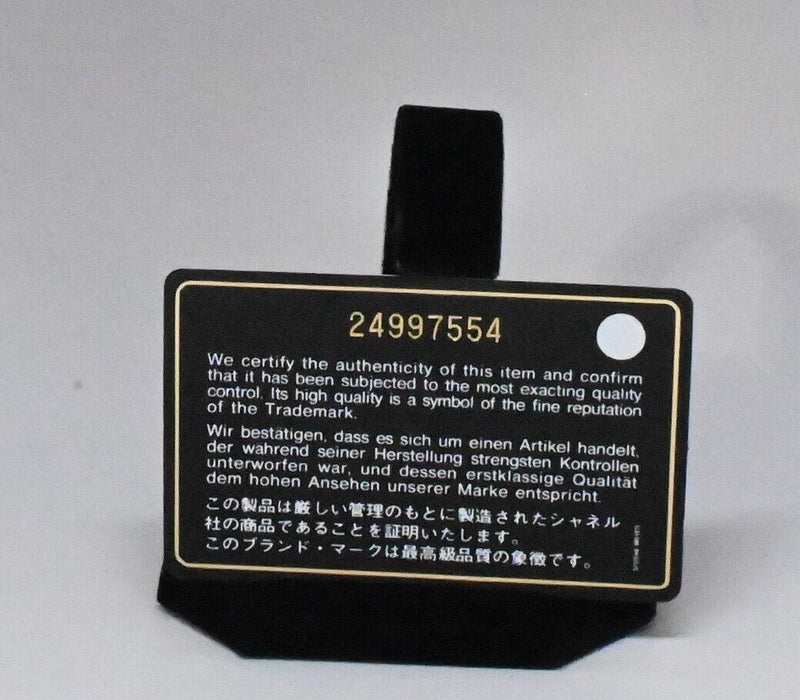 24997554
We certify the authenticity of this item and confirm
that it has been subjected to the most exacting quality
control. Its high quality is a symbol of the fine reputation
of the Trademark.
Wir bestätigen, dass es sich um einen Artikel handelt,
der während seiner Herstellung strengsten Kontrollen
unterworfen war, und dessen erstklassige Qualität
dem hohen Ansehen unserer Marke entspricht.
この製品は厳しい管理のもとに製造されたシャネル
社の商品であることを証明いたします。
このブランド・マークは最高級品質の象徴です。